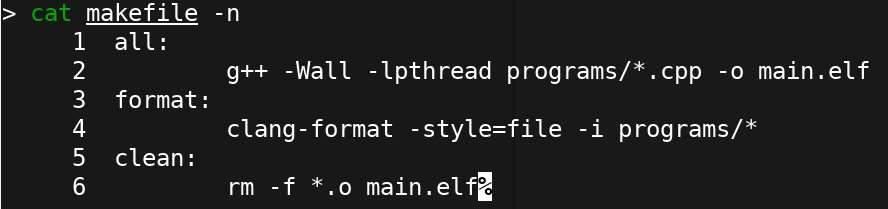 > cat makefile -n
1 all:
2 g++ -Wall -lpthread programs/*.cpp -o main.elf
3 format:
4 clang-format -style=file -i programs/*
5 clean:
6 rm -f *.o main.elf%